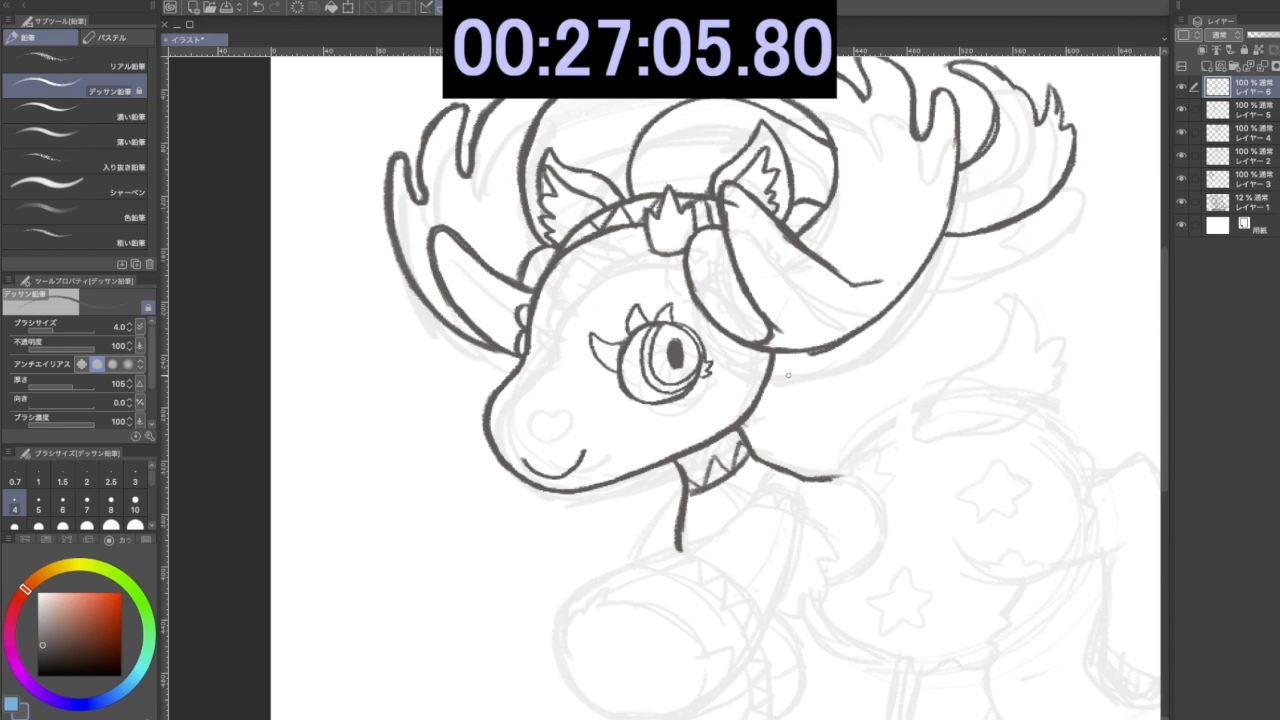 00:27:05.80
サブツール[鉛筆]
鉛筆
パステル
リアル鉛筆
デッサン鉛筆
濃い鉛筆
薄い鉛筆
入り抜き鉛筆
シャーペン
色鉛筆
粗い鉛筆
ツールプロパティ[デッサン鉛筆]
デッサン鉛筆
ブラシサイズ 4.0
不透明度 100
アンチエイリアス
厚さ 105
向き 0.0
ブラシ濃度 100
ブラシサイズ[デッサン鉛筆]
0.7 1 1.5 2 2.5 3
4 5 6 7 8 10
イラスト*
レイヤー
通常
100 % 通常
レイヤー 6
100 % 通常
レイヤー 5
100 % 通常
レイヤー 4
100 % 通常
レイヤー 2
100 % 通常
レイヤー 3
12 % 通常
レイヤー 1
用紙